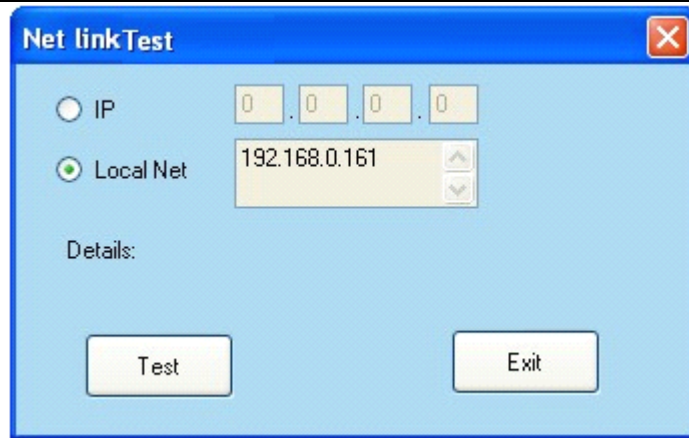 Net linkTest
IP 0 . 0 . 0 . 0
Local Net 192.168.0.161
Details:
Test Exit